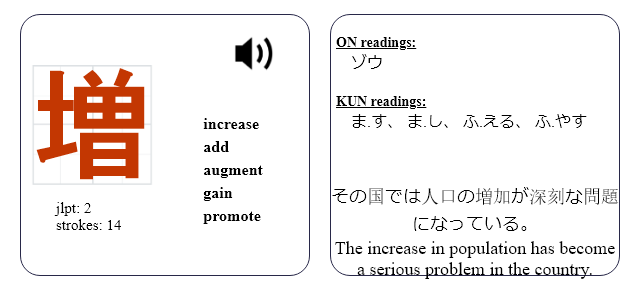 増
increase
add
augment
gain
promote
jlpt: 2
strokes: 14
ON readings:
ゾウ
KUN readings:
ま.す、 ま.し、 ふ.える、 ふ.やす
その国では人口の増加が深刻な問題
になっている。
The increase in population has become
a serious problem in the country.